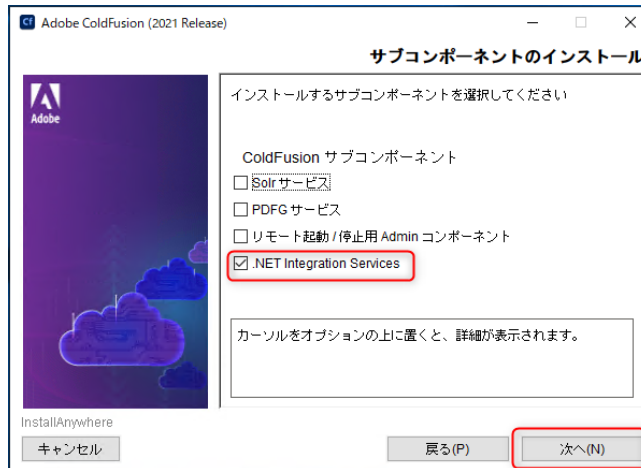 Cf Adobe ColdFusion (2021 Release)
サブコンポーネントのインストール
Adobe
インストールするサブコンポーネントを選択してください
ColdFusion サブコンポーネント
Solr サービス
PDFG サービス
リモート起動 / 停止用 Admin コンポーネント
.NET Integration Services
カーソルをオプションの上に置くと、詳細が表示されます。
InstallAnywhere
キャンセル
戻る(P)
次へ(N)